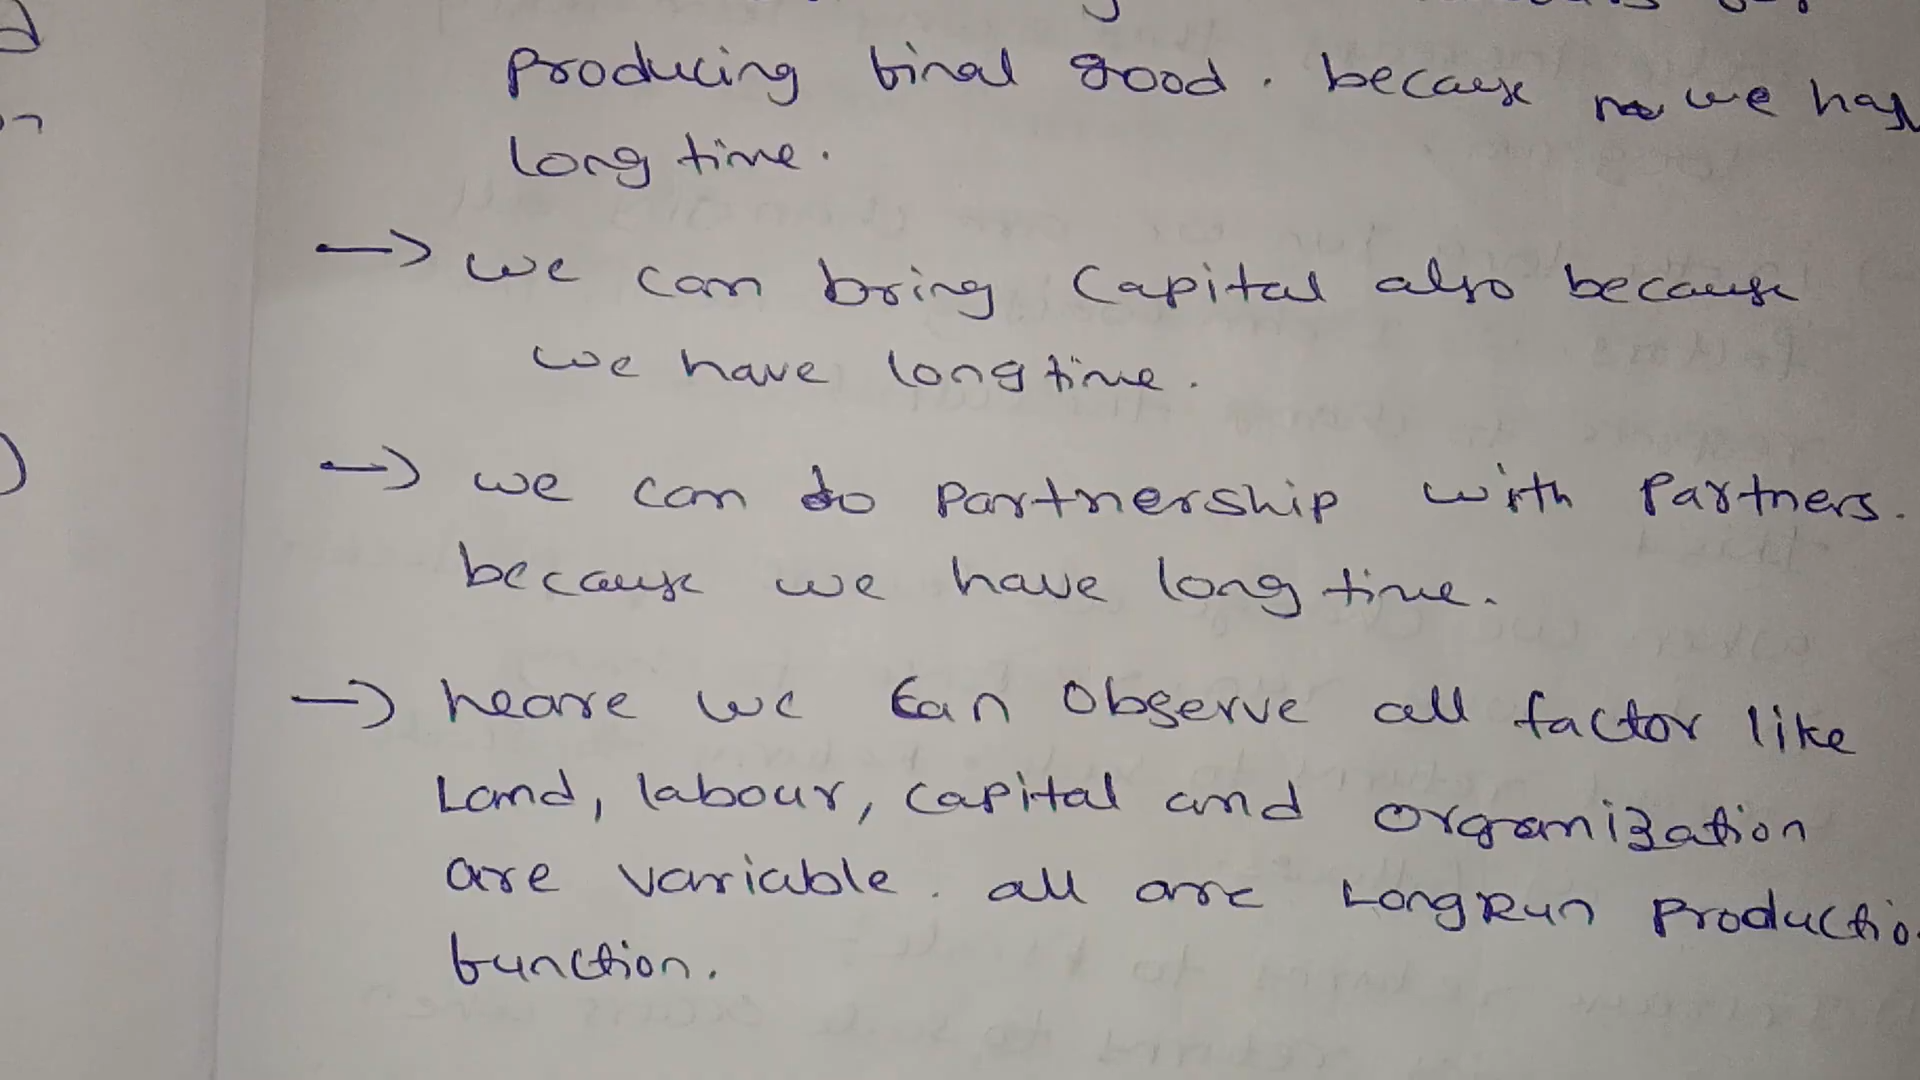 producing final good. because we hav
long time.
→ we can bring Capital also because
we have long time.
→ we can do Partnership with Partners.
because we have long time.
→ heare we Can Observe all factor like
Land, labour, Capital and Organization
are variable. all are Long Run Productio
function.